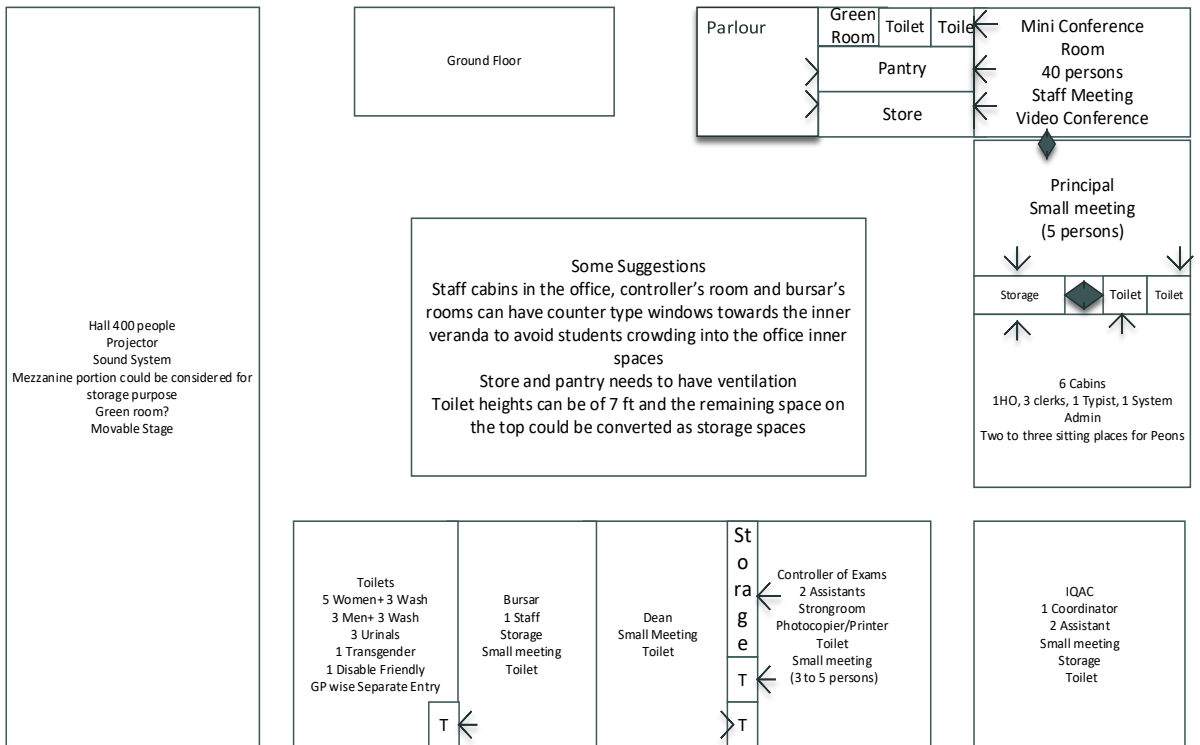 Ground Floor
Parlour
Green
Room
Toilet
Toile
Pantry
Store
Mini Conference
Room
40 persons
Staff Meeting
Video Conference
Principal
Small meeting
(5 persons)
Storage
Toilet
Toilet
6 Cabins
1HO, 3 clerks, 1 Typist, 1 System
Admin
Two to three sitting places for Peons
Some Suggestions
Staff cabins in the office, controller’s room and bursar’s
rooms can have counter type windows towards the inner
veranda to avoid students crowding into the office inner
spaces
Store and pantry needs to have ventilation
Toilet heights can be of 7 ft and the remaining space on
the top could be converted as storage spaces
Hall 400 people
Projector
Sound System
Mezzanine portion could be considered for
storage purpose
Green room?
Movable Stage
Toilets
5 Women+ 3 Wash
3 Men+ 3 Wash
3 Urinals
1 Transgender
1 Disable Friendly
GP wise Separate Entry
T
Bursar
1 Staff
Storage
Small meeting
Toilet
Dean
Small Meeting
Toilet
St
o
ra
g
e
T
T
Controller of Exams
2 Assistants
Strongroom
Photocopier/Printer
Toilet
Small meeting
(3 to 5 persons)
IQAC
1 Coordinator
2 Assistant
Small meeting
Storage
Toilet